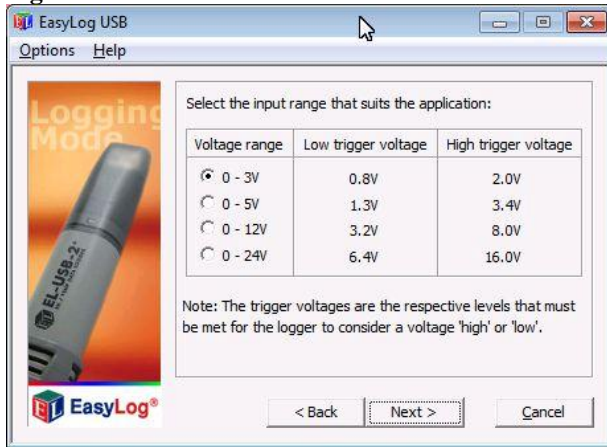 EasyLog USB
Options Help
Logging
Mode
EL-USB-2
Select the input range that suits the application:
Voltage range Low trigger voltage High trigger voltage
0 - 3V 0.8V 2.0V
0 - 5V 1.3V 3.4V
0 - 12V 3.2V 8.0V
0 - 24V 6.4V 16.0V
Note: The trigger voltages are the respective levels that must
be met for the logger to consider a voltage 'high' or 'low'.
EL EasyLog®
< Back Next > Cancel